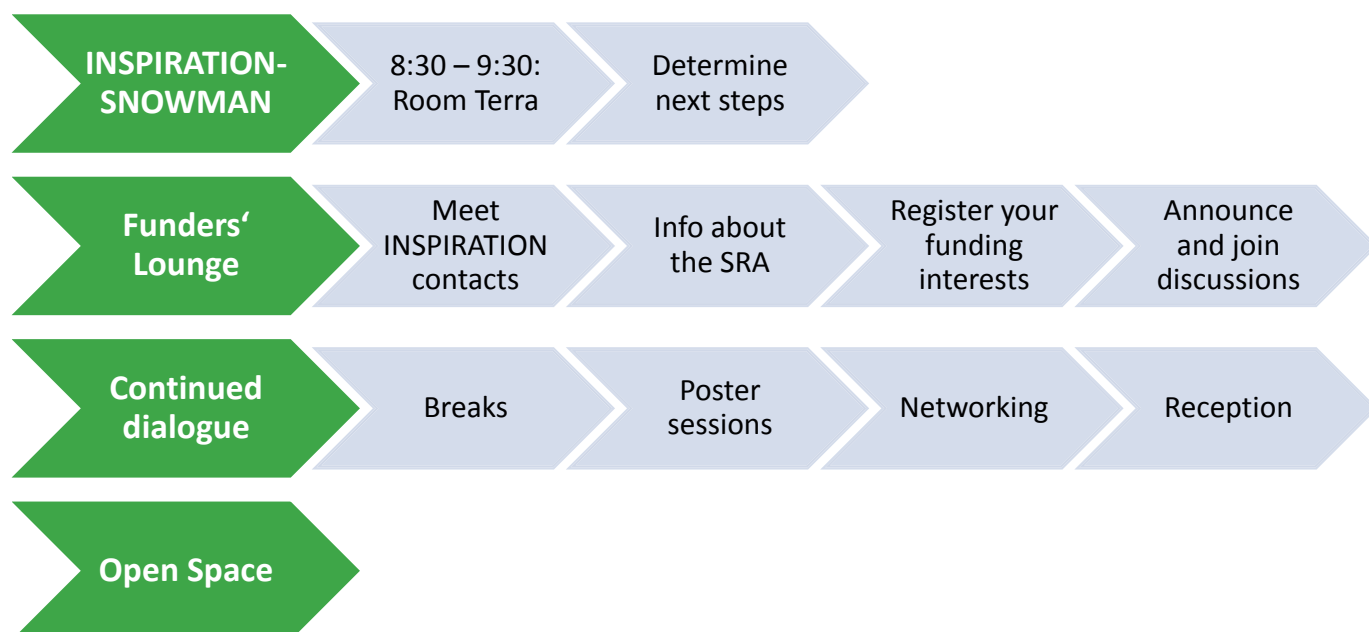 INSPIRATION-
SNOWMAN
8:30 – 9:30:
Room Terra
Determine
next steps
Funders‘
Lounge
Meet
INSPIRATION
contacts
Info about
the SRA
Register your
funding
interests
Announce
and join
discussions
Continued
dialogue
Breaks
Poster
sessions
Networking
Reception
Open Space